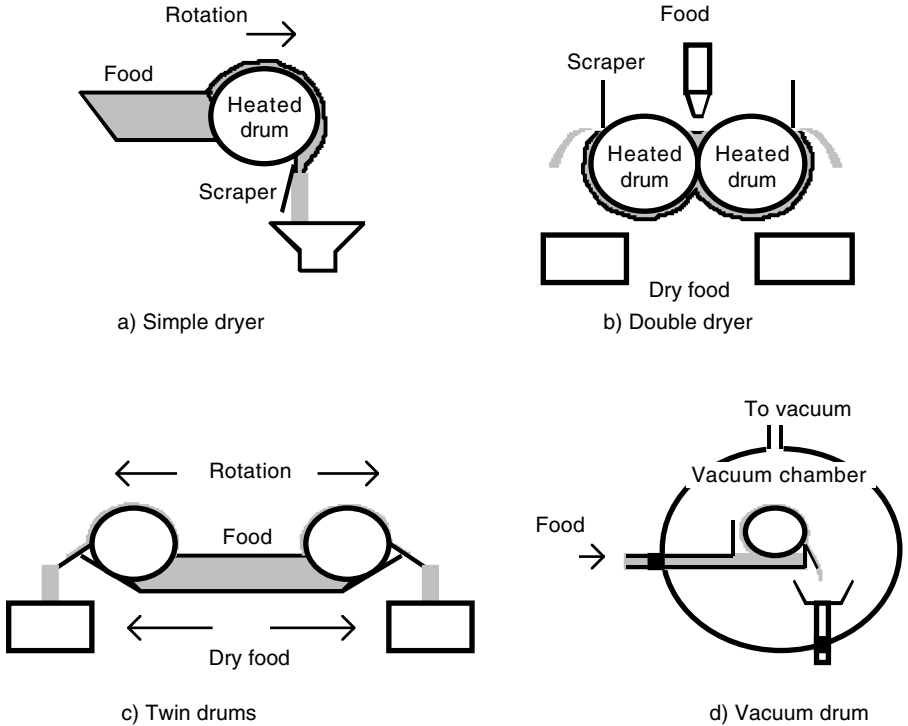 Rotation
Food
Heated
drum
Scraper
a) Simple dryer
Food
Scraper
Heated
drum
Heated
drum
Dry food
b) Double dryer
Rotation
Food
Dry food
c) Twin drums
To vacuum
Vacuum chamber
Food
d) Vacuum drum